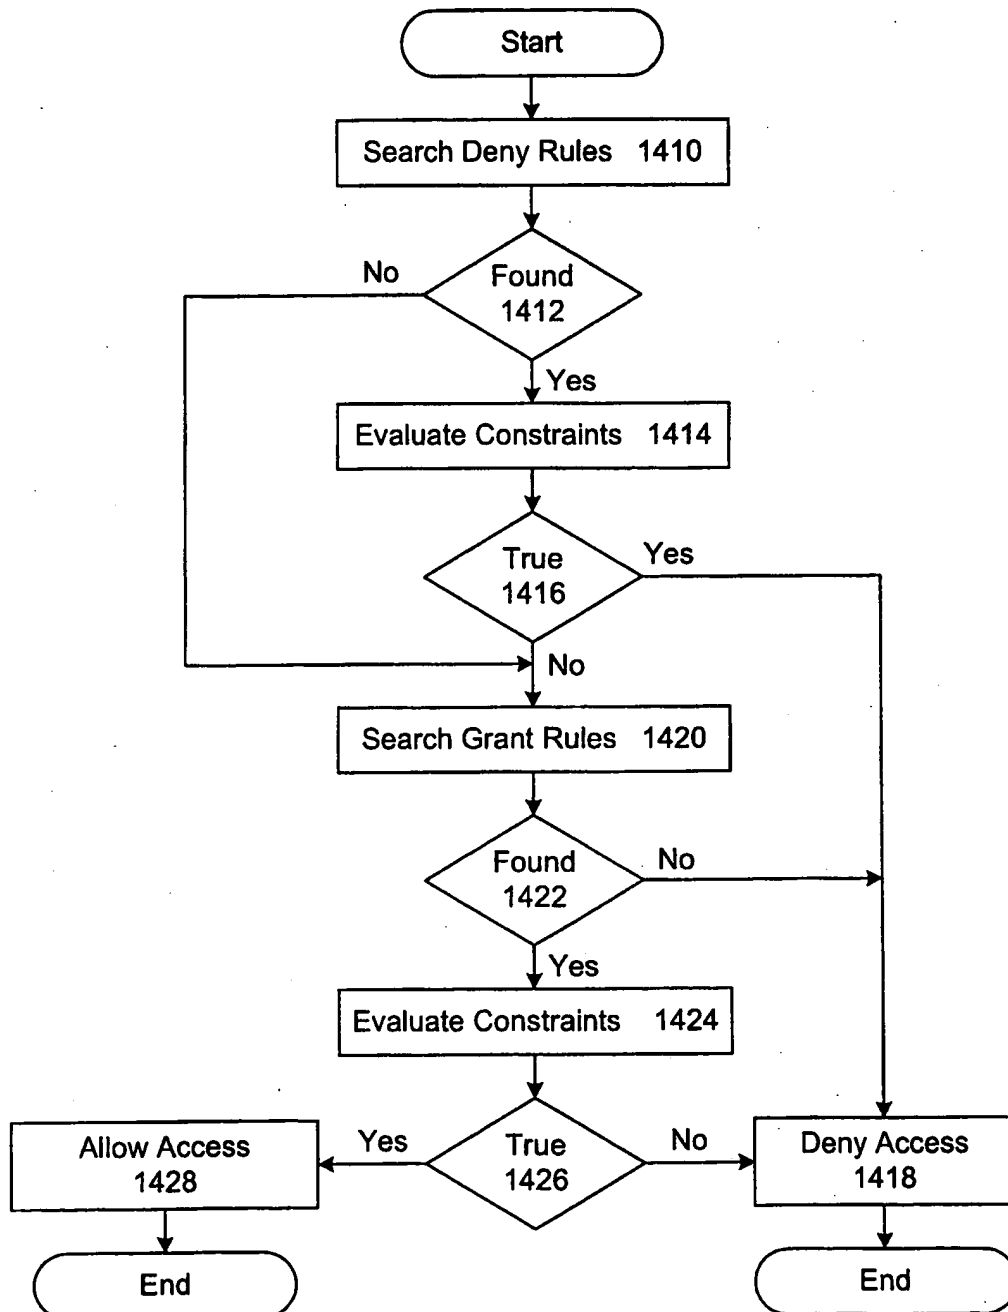 Start
Search Deny Rules 1410
No
Found
1412
Yes
Evaluate Constraints 1414
True
1416
Yes
No
Search Grant Rules 1420
Found
1422
No
Yes
Evaluate Constraints 1424
Allow Access
1428
Yes
True
1426
No
Deny Access
1418
End
End